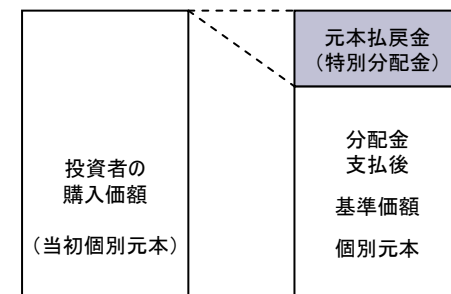 投資者の
購入価額
（当初個別元本）
元本払戻金
（特別分配金）
分配金
支払後
基準価額
個別元本